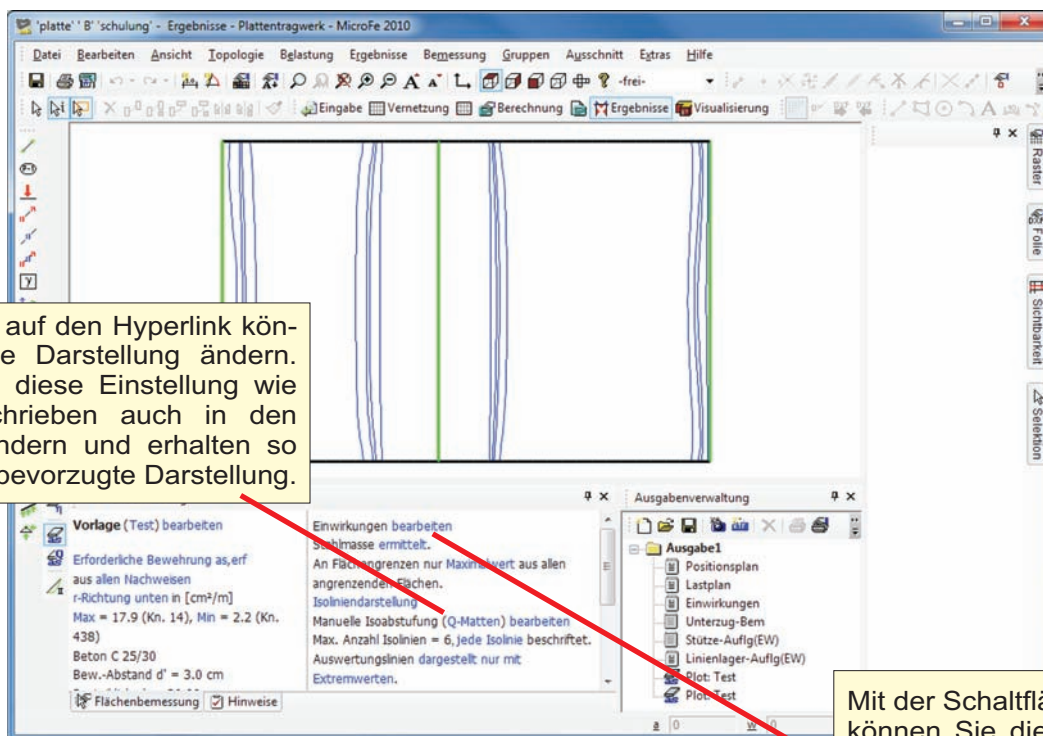 'platte' ' B' 'schulung' - Ergebnisse - Plattentragwerk - MicroFe 2010
Datei Bearbeiten Ansicht Topologie Belastung Ergebnisse Bemessung Gruppen Ausschnitt Extras Hilfe
-frei-
Eingabe Vernetzung Berechnung Ergebnisse Visualisierung
Raster
Folie
Sichtbarkeit
Selektion
auf den Hyperlink kön-
e Darstellung ändern.
diese Einstellung wie
chrieben auch in den
ndern und erhalten so
bevorzugte Darstellung.
Vorlage (Test) bearbeiten
Erforderliche Bewehrung as,erf
aus allen Nachweisen
r-Richtung unten in [cm²/m]
Max = 17.9 (Kn. 14), Min = 2.2 (Kn.
438)
Beton C 25/30
Bew.-Abstand d' = 3.0 cm
Einwirkungen bearbeiten
Stahlmasse ermittelt.
An Flächengrenzen nur Maximalwert aus allen
angrenzenden Flächen.
Isoliniendarstellung
Manuelle Isoabstufung (Q-Matten) bearbeiten
Max. Anzahl Isolinien = 6, jede Isolinie beschriftet.
Auswertungslinien dargestellt nur mit
Extremwerten.
Flächenbemessung Hinweise
Ausgabenverwaltung
Ausgabe1
Positionsplan
Lastplan
Einwirkungen
Unterzug-Bem
Stütze-Auflg(EW)
Linienlager-Auflg(EW)
Plot: Test
Plot: Test
a 0 w 0
Mit der Schaltflä
können Sie die